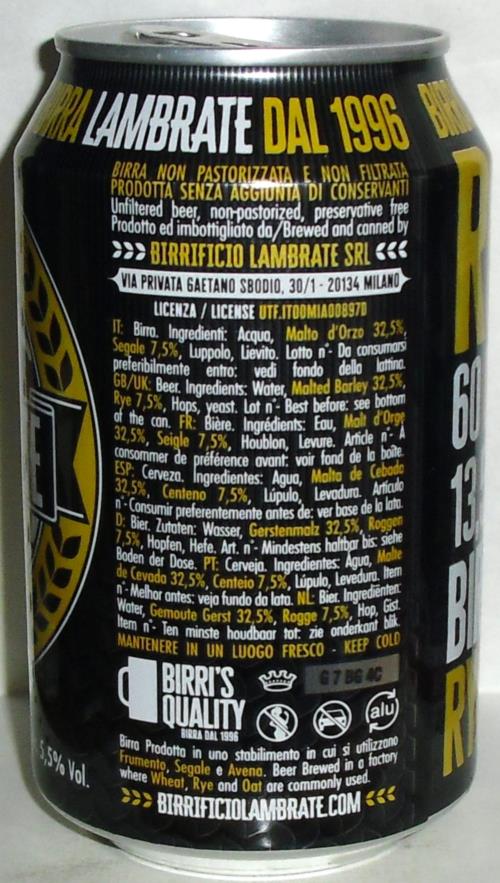 BIRRA LAMBRATE DAL 1996
BIRRA NON PASTORIZZATA E NON FILTRATA
PRODOTTA SENZA AGGIUNTA DI CONSERVANTI
Unfiltered beer, non-pastorized, preservative free
Prodotto ed imbottigliato da/Brewed and canned by
BIRRIFICIO LAMBRATE SRL
VIA PRIVATA GAETANO SBODIO, 30/1 - 20134 MILANO
LICENZA / LICENSE UTF.IT00MIA00897D
IT: Birra. Ingredienti: Acqua, Malto d'Orzo 32,5%,
Segale 7,5%, Luppolo, Lievito. Lotto n°- Da consumarsi
preferibilmente entro: vedi fondo della lattina.
GB/UK: Beer. Ingredients: Water, Malted Barley 32,5%,
Rye 7,5%, Hops, yeast. Lot n°- Best before: see bottom
of the can. FR: Bière. Ingrédients: Eau, Malt d'Orge
32,5%, Seigle 7,5%, Houblon, Levure. Article n°- A
consommer de préférence avant: voir fond de la boîte.
ESP: Cerveza. Ingredientes: Agua, Malta de Cebada
32,5%, Centeno 7,5%, Lúpulo, Levadura. Artículo
n°-Consumir preferentemente antes de: ver base de la lata.
D: Bier. Zutaten: Wasser, Gerstenmalz 32,5%, Roggen
7,5%, Hopfen, Hefe. Art. n°- Mindestens haltbar bis: siehe
Boden der Dose. PT: Cerveja. Ingredientes: Água, Malte
de Cevada 32,5%, Centeio 7,5%, Lúpulo, Levedura. Item
n°-Melhor antes: veja fundo da lata. NL: Bier. Ingrediënten:
Water, Gemoute Gerst 32,5%, Rogge 7,5%, Hop, Gist.
Item n°- Ten minste houdbaar tot: zie onderkant blik.
MANTENERE IN UN LUOGO FRESCO - KEEP COLD
G 7 BG 4C
BIRRI'S
QUALITY
BIRRA DAL 1996
alu
5,5% Vol.
Birra Prodotta in uno stabilimento in cui si utilizzano
Frumento, Segale e Avena. Beer Brewed in a factory
where Wheat, Rye and Oat are commonly used.
BIRRIFICIOLAMBRATE.COM